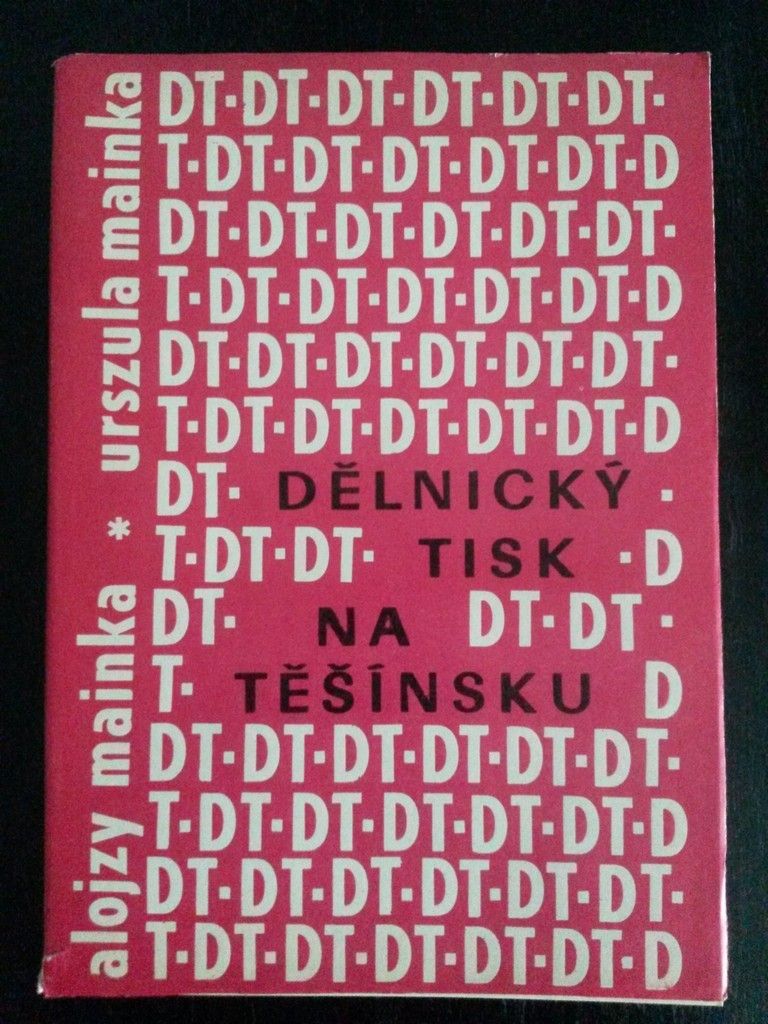 alojzy mainka * urszula mainka
DT·DT·DT·DT·DT·DT·
T·DT·DT·DT·DT·DT·D
DT·DT·DT·DT·DT·DT·
T·DT·DT·DT·DT·DT·D
DT·DT·DT·DT·DT·DT·
T·DT·DT·DT·DT·DT·D
DT· DĚLNICKÝ ·
T·DT·DT· TISK ·D
DT· NA DT·DT·
T· TĚŠÍNSKU D
DT·DT·DT·DT·DT·DT·
T·DT·DT·DT·DT·DT·D
DT·DT·DT·DT·DT·DT·
T·DT·DT·DT·DT·DT·D